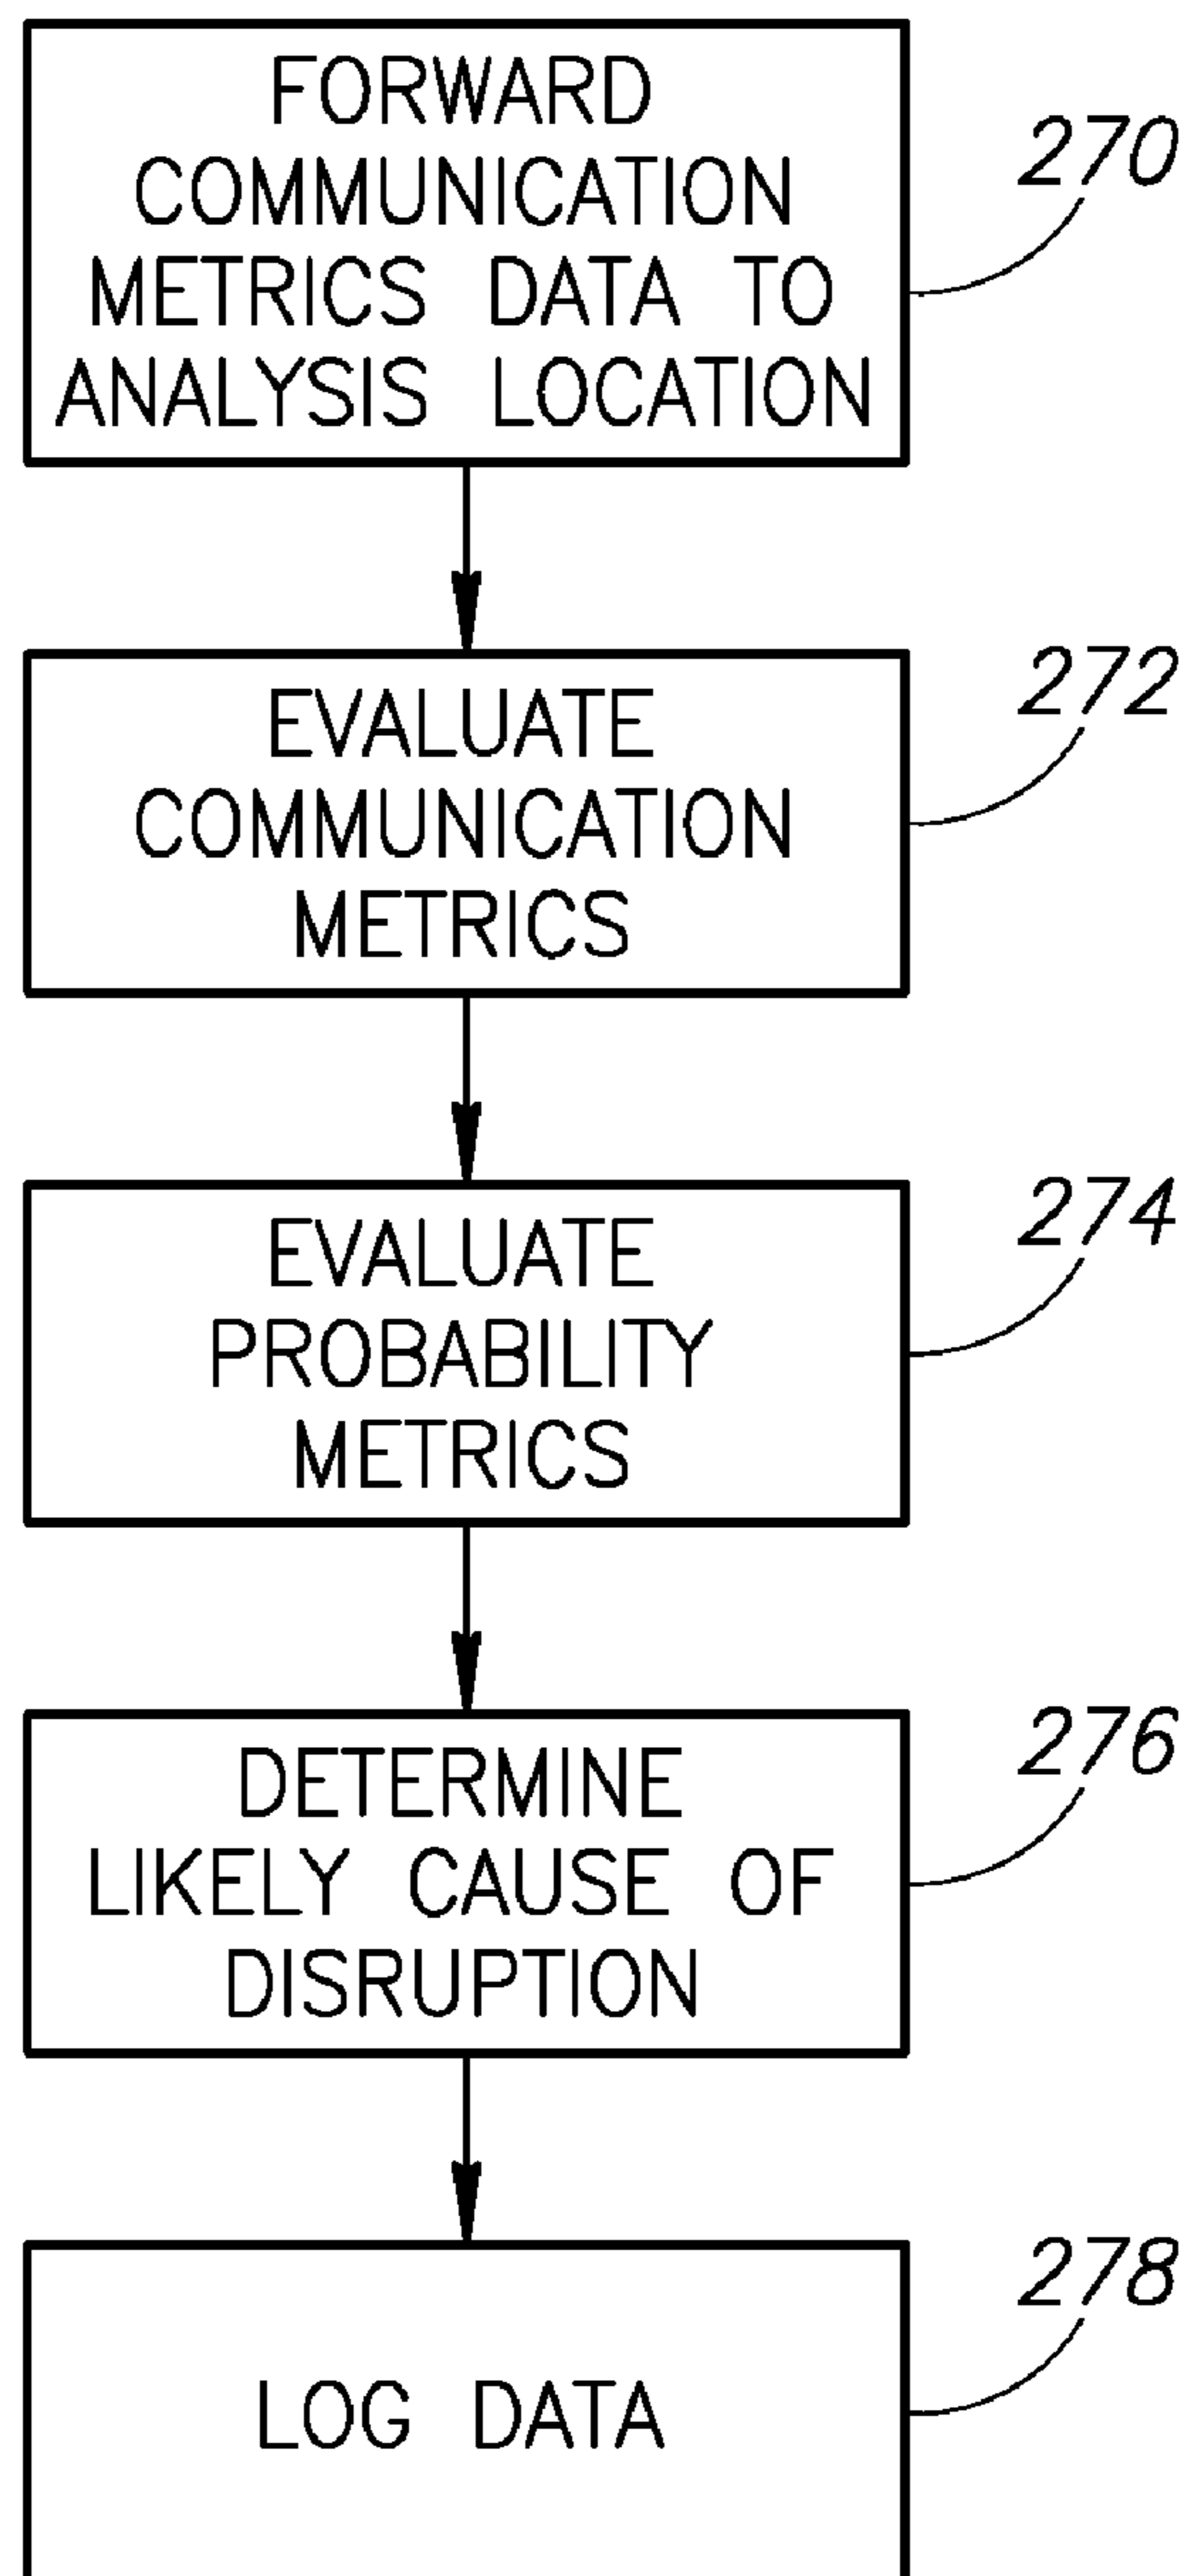 FORWARD
COMMUNICATION
METRICS DATA TO
ANALYSIS LOCATION
270
EVALUATE
COMMUNICATION
METRICS
272
EVALUATE
PROBABILITY
METRICS
274
DETERMINE
LIKELY CAUSE OF
DISRUPTION
276
LOG DATA
278